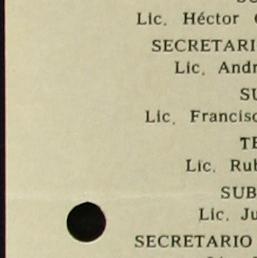 Lic. Héctor
SECRETARI
Lic. Andr
SU
Lic. Francisc
TE
Lic. Rub
SUB
Lic. Ju
SECRETARIO